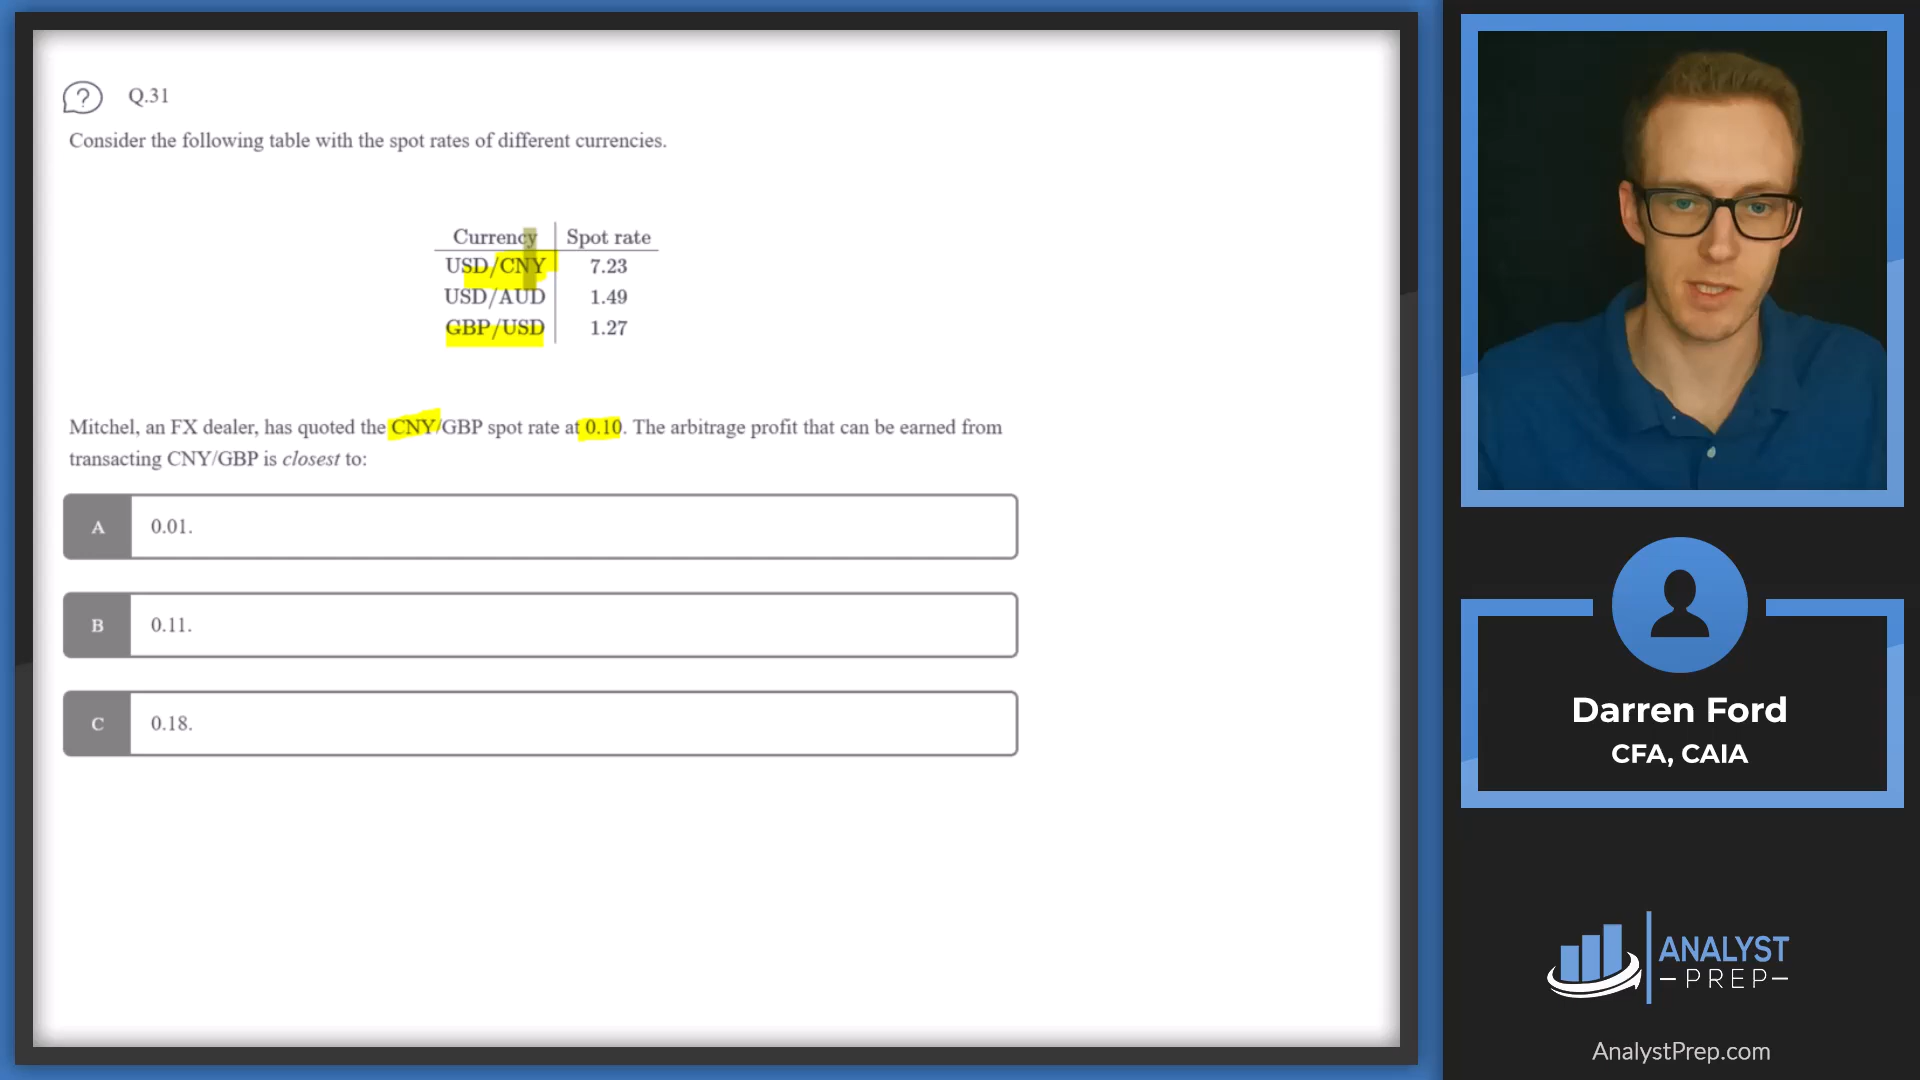 Q.31
Consider the following table with the spot rates of different currencies.
Currency Spot rate
USD/CNY 7.23
USD/AUD 1.49
GBP/USD 1.27
Mitchel, an FX dealer, has quoted the CNY/GBP spot rate at 0.10. The arbitrage profit that can be earned from
transacting CNY/GBP is closest to:
A 0.01.
B 0.11.
C 0.18.
Darren Ford
CFA, CAIA
ANALYST
PREP
AnalystPrep.com